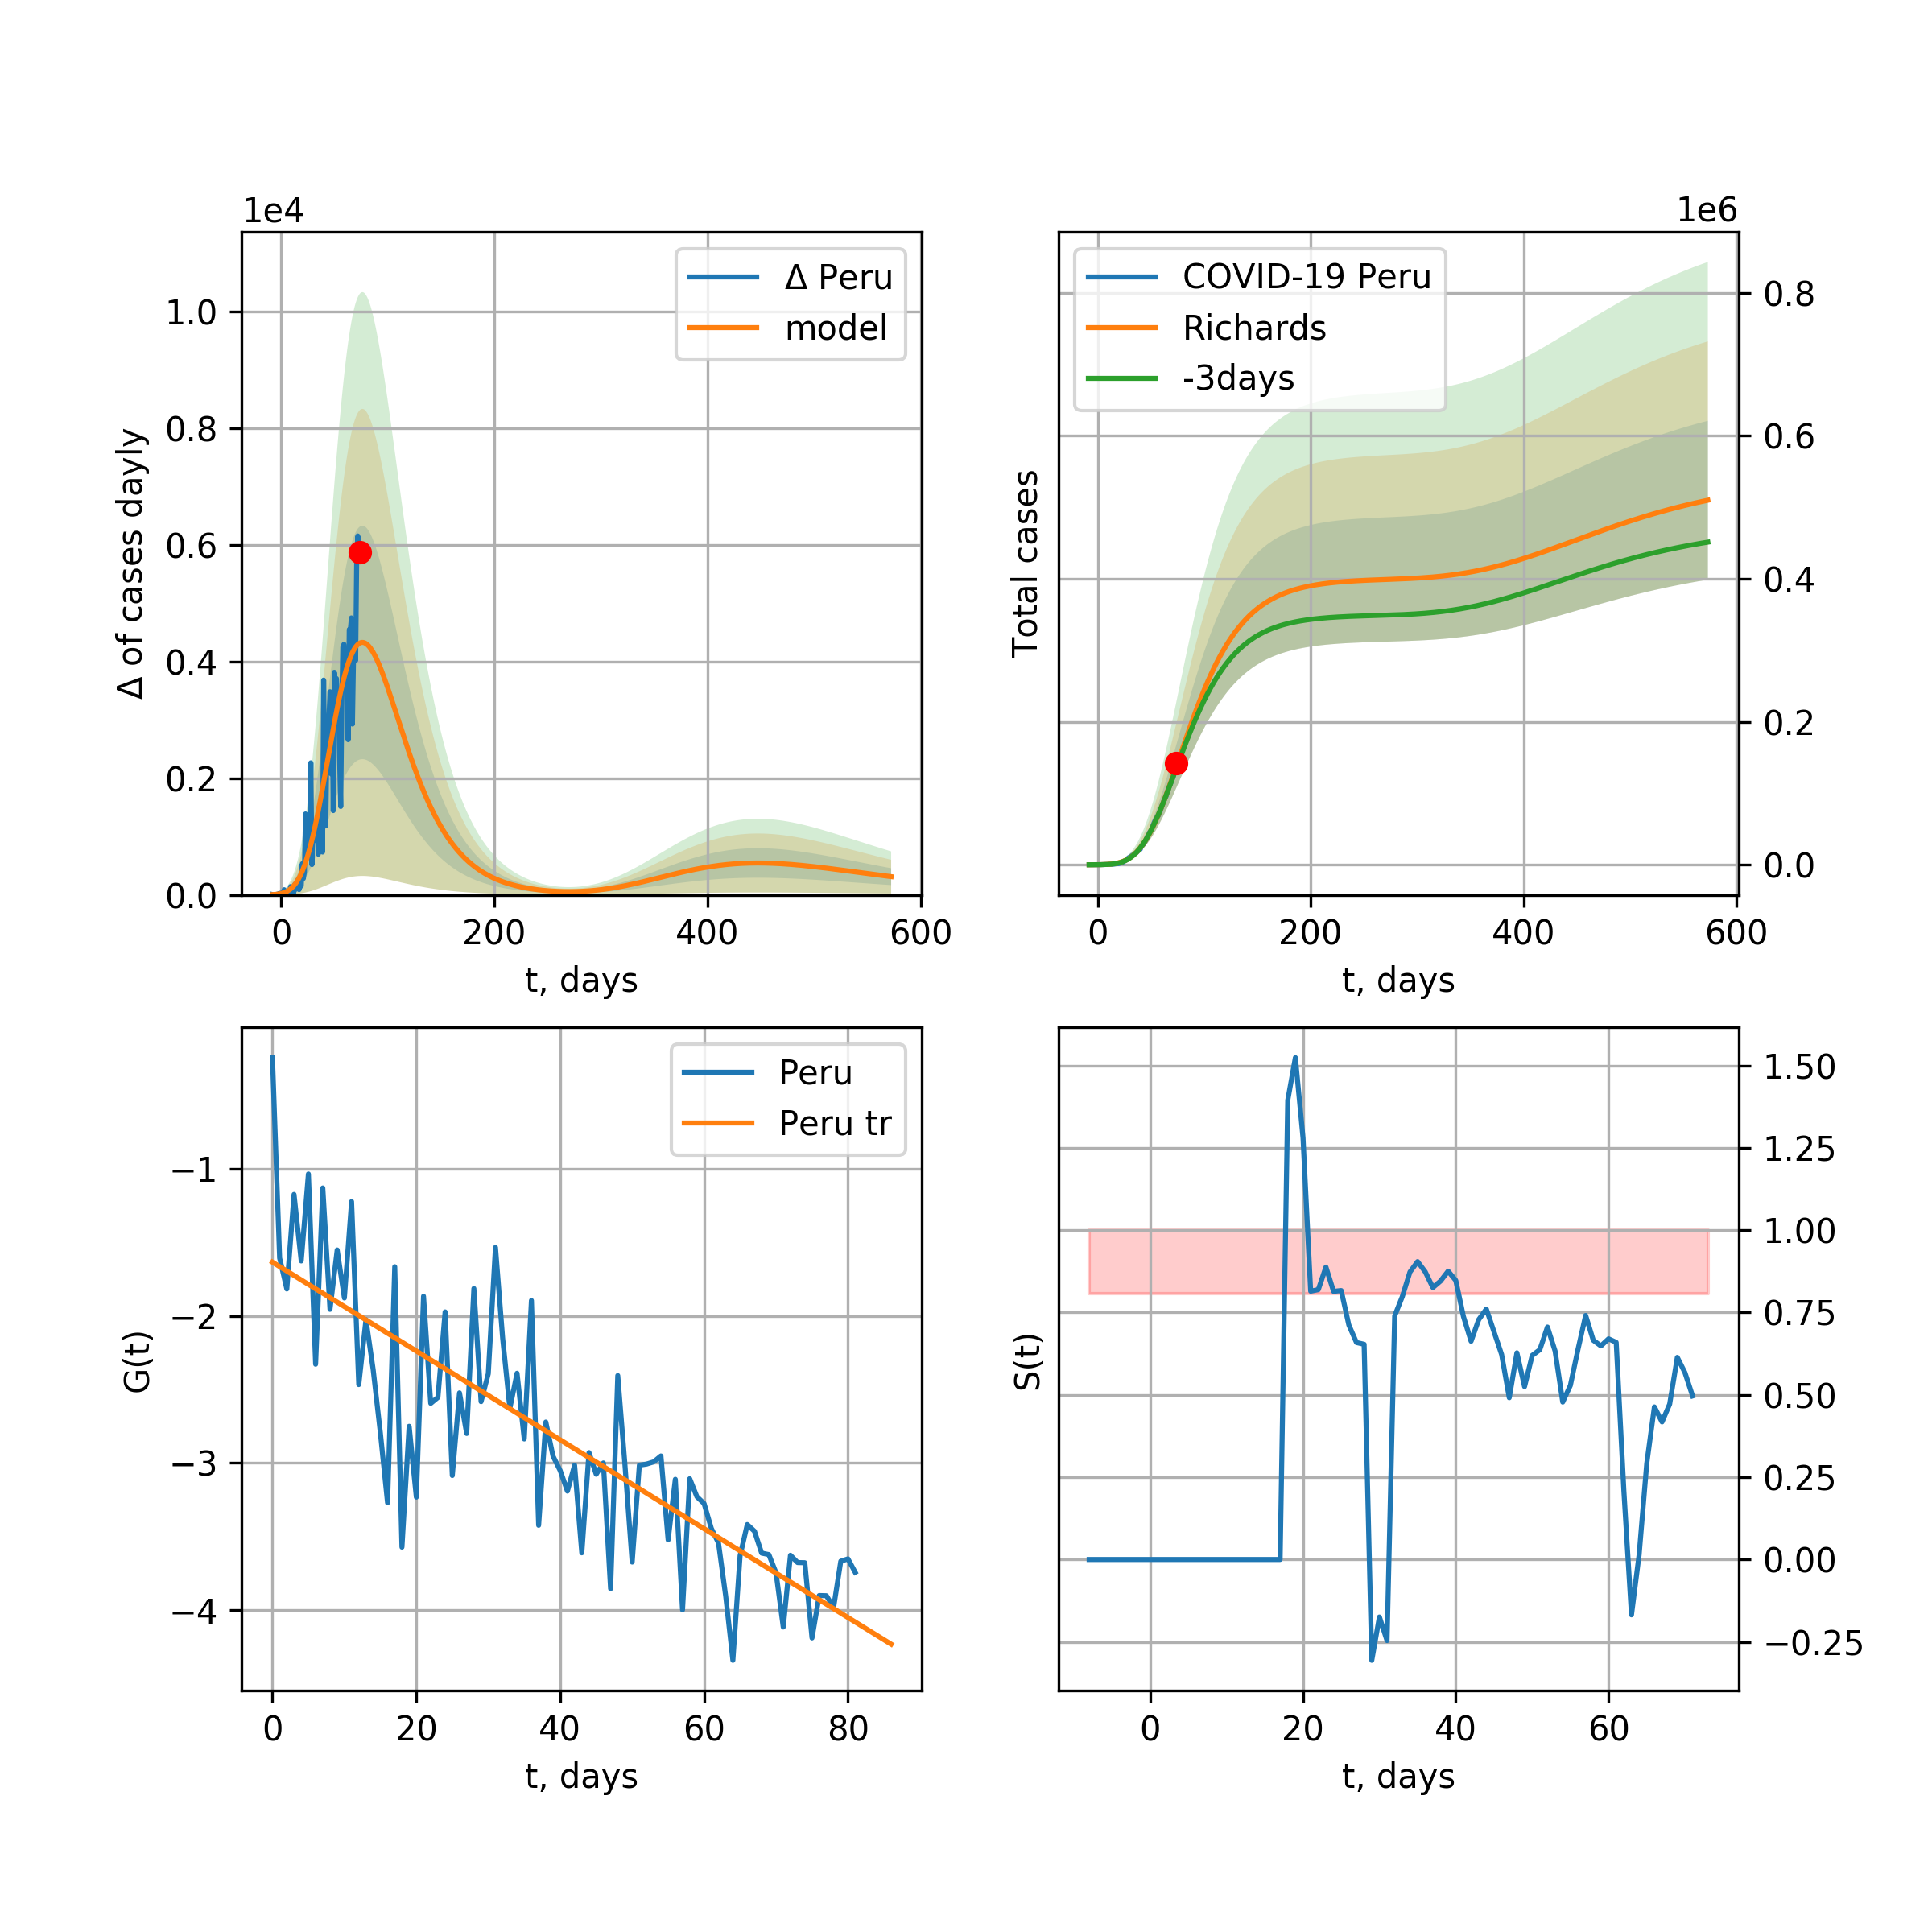 1e4
Δ Peru
model
1.0
0.8
0.6
0.4
0.2
0.0
Δ of cases dayly
0 200 400 600
t, days
1e6
COVID-19 Peru
Richards
-3days
0.8
0.6
0.4
0.2
0.0
Total cases
0 200 400 600
t, days
Peru
Peru tr
−1
−2
−3
−4
G(t)
0 20 40 60 80
t, days
1.50
1.25
1.00
0.75
0.50
0.25
0.00
−0.25
S(t)
0 20 40 60
t, days